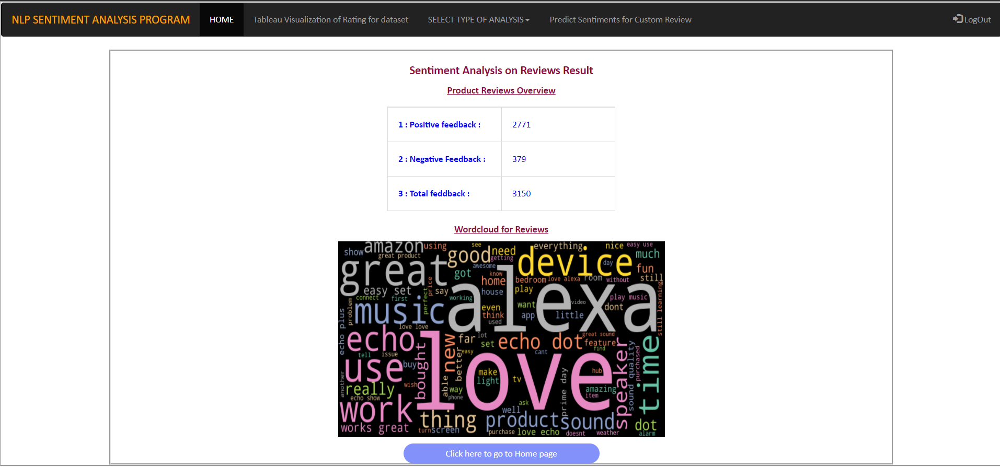 NLP SENTIMENT ANALYSIS PROGRAM HOME Tableau Visualization of Rating for dataset SELECT TYPE OF ANALYSIS Predict Sentiments for Custom Review LogOut
Sentiment Analysis on Reviews Result
Product Reviews Overview
1 : Positive feedback : 2771
2 : Negative Feedback : 379
3 : Total feddback : 3150
Wordcloud for Reviews
amazon
using
see
everything
nice
easy use
show
great product
good
need
getting
device
day
much
great
awesome
got
know
home
fun
still
bedroom
love alexa
room
without
easy set
price
say
alexa
house
play
connect
first
perfect
working
want
video
play music
dont
problem
music
even
think
used
app
little
still learning
echo plus
love love
love
echo
new
far
lot
set
echo dot
great sound
feature
find
tell
issue
bought
easy
cant
speaker
sound quality
purchased
time
use
buy
better
make
light
tv
prime day
hub
another
really
wish
able
way
phone
amazing
item
echo show
ask
work
well
thing
product
sound
dot
works great
turn
screen
purchase
love echo
doesnt
weather
alarm
Click here to go to Home page